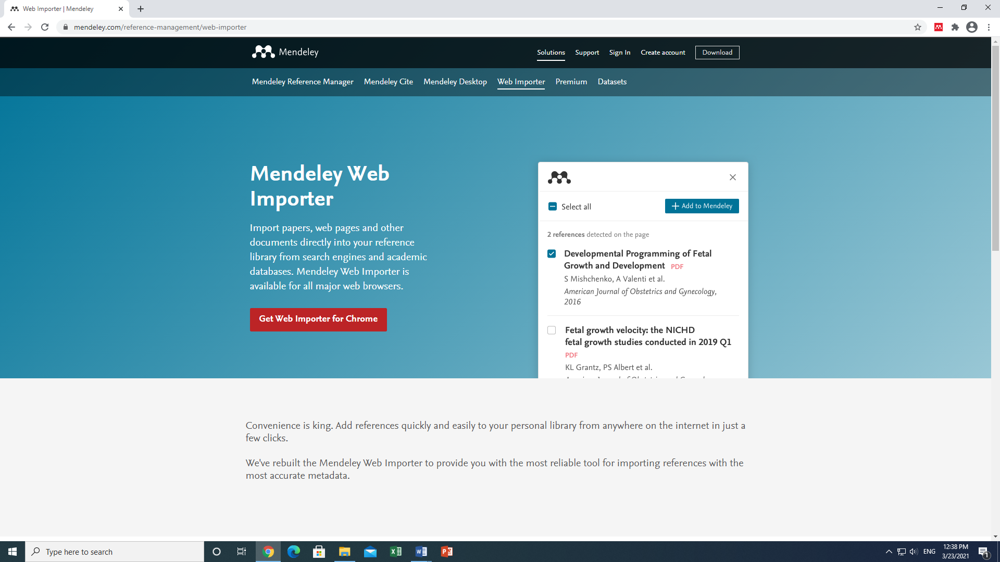 Web Importer | Mendeley
mendeley.com/reference-management/web-importer
Mendeley
Solutions
Support
Sign In
Create account
Download
Mendeley Reference Manager
Mendeley Cite
Mendeley Desktop
Web Importer
Premium
Datasets
Mendeley Web
Importer
Import papers, web pages and other
documents directly into your reference
library from search engines and academic
databases. Mendeley Web Importer is
available for all major web browsers.
Get Web Importer for Chrome
Select all
Add to Mendeley
2 references detected on the page
Developmental Programming of Fetal
Growth and Development PDF
S Mishchenko, A Valenti et al.
American Journal of Obstetrics and Gynecology,
2016
Fetal growth velocity: the NICHD
fetal growth studies conducted in 2019 Q1
PDF
KL Grantz, PS Albert et al.
Convenience is king. Add references quickly and easily to your personal library from anywhere on the internet in just a
few clicks.
We've rebuilt the Mendeley Web Importer to provide you with the most reliable tool for importing references with the
most accurate metadata.
Type here to search
ENG
12:38 PM
3/23/2021
1